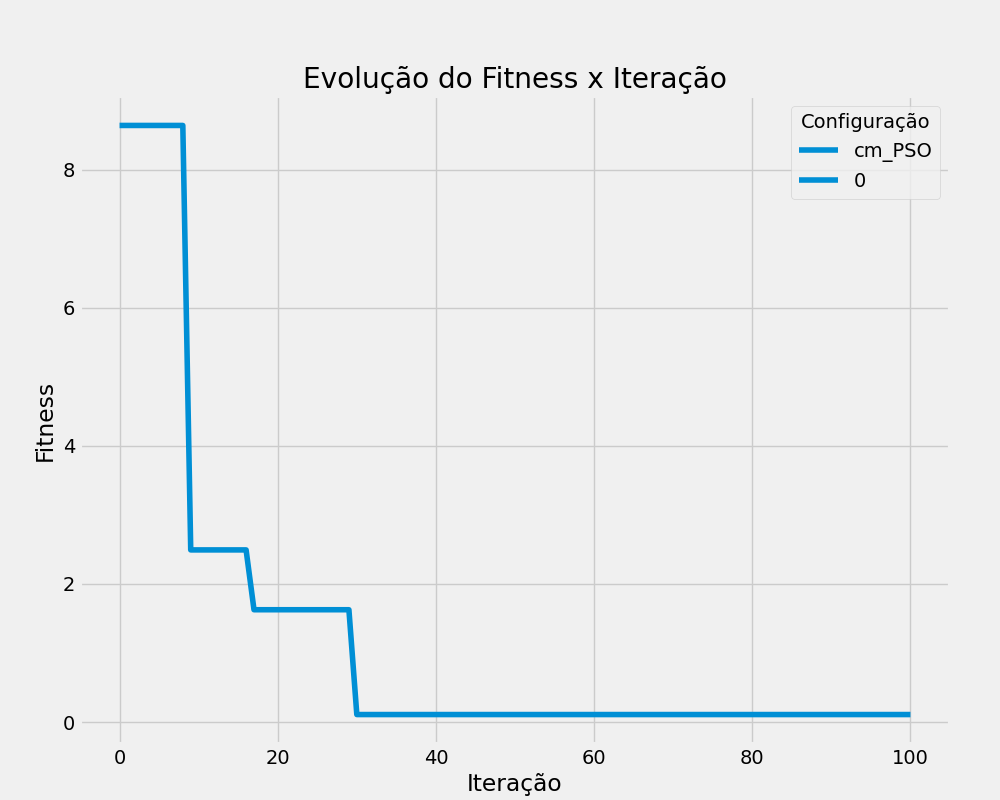 Evolução do Fitness x Iteração
Configuração
cm_PSO
0
Fitness
8
6
4
2
0
0 20 40 60 80 100
Iteração